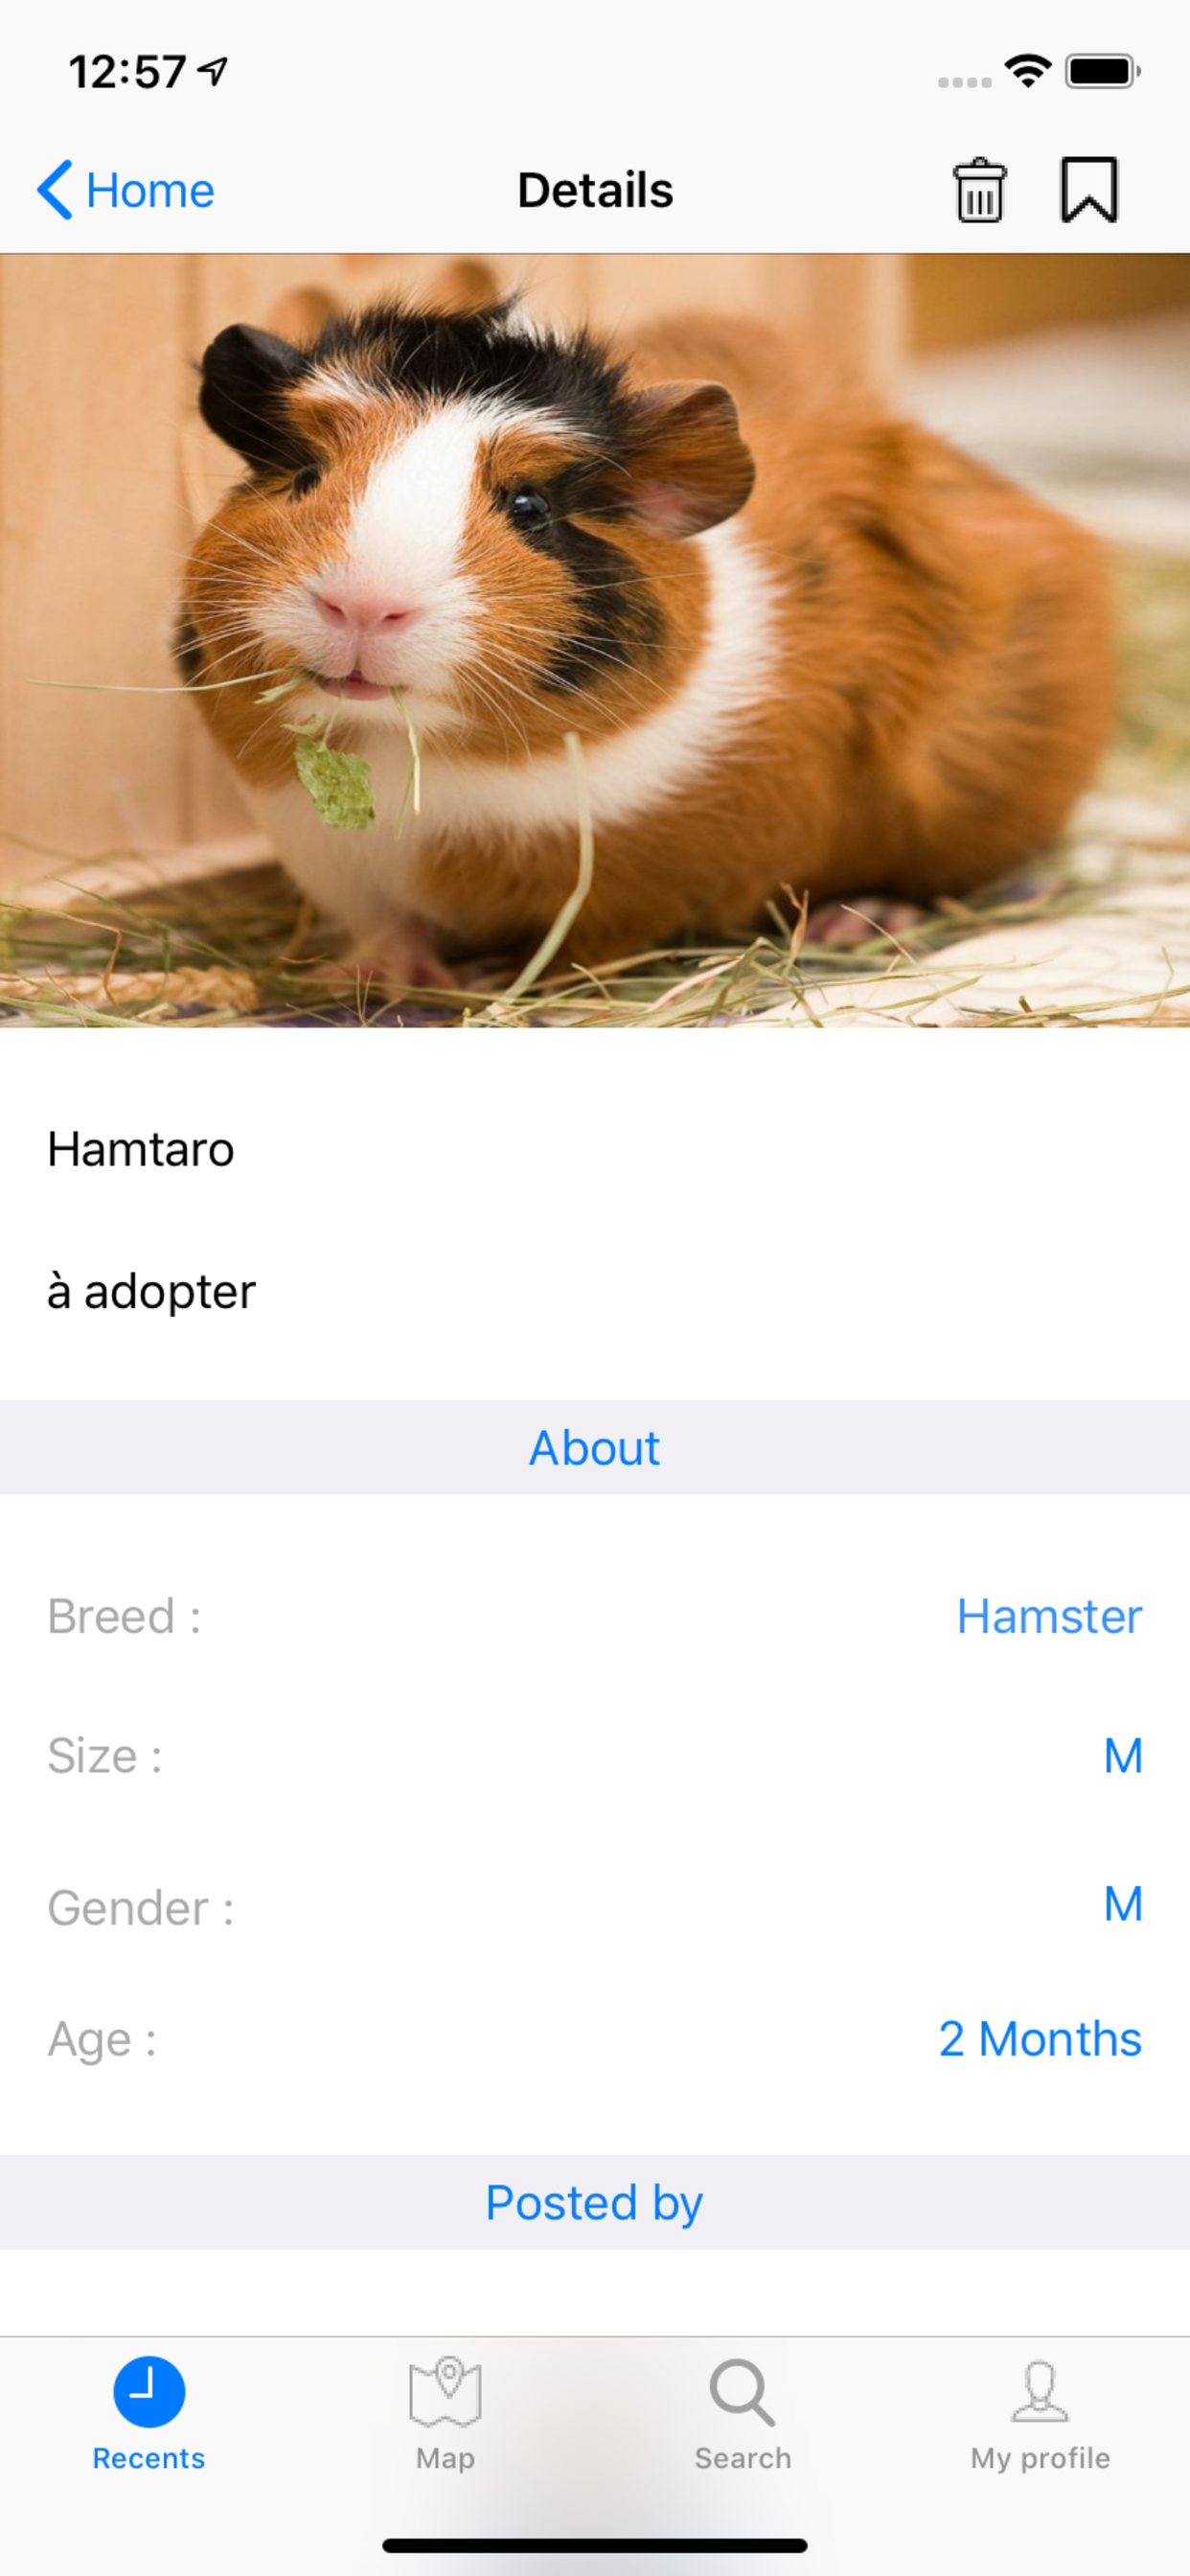 12:57
Home Details
Hamtaro
à adopter
About
Breed : Hamster
Size : M
Gender : M
Age : 2 Months
Posted by
Recents Map Search My profile